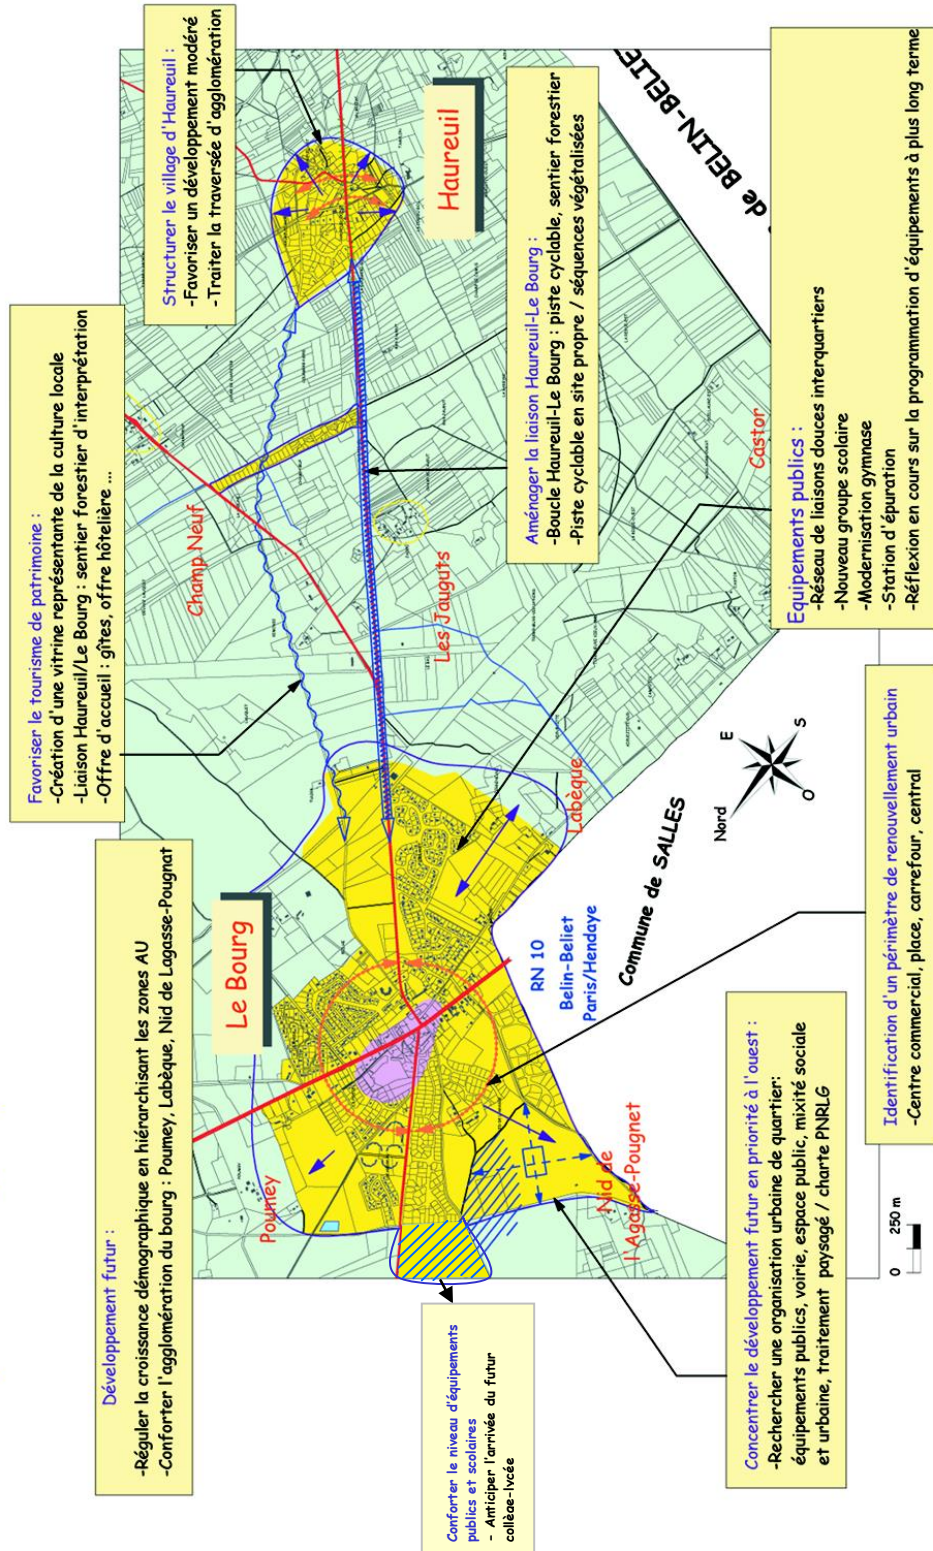 Développement futur :
-Réguler la croissance démographique en hiérarchisant les zones AU
-Conforter l'agglomération du bourg : Poumey, Labèque, Nid de Lagasse-Pougnat
Favoriser le tourisme de patrimoine :
-Création d'une vitrine représentante de la culture locale
-Liaison Haureuil/Le Bourg : sentier forestier d'interprétation
-Offre d'accueil : gîtes, offre hôtelière ...
Structurer le village d'Haureuil :
-Favoriser un développement modéré
-Traiter la traversée d'agglomération
Le Bourg
Champ Neuf
Haureuil
Poumey
Les Jauguts
Aménager la liaison Haureuil-Le Bourg :
-Boucle Haureuil-Le Bourg : piste cyclable, sentier forestier
-Piste cyclable en site propre / séquences végétalisées
Conforter le niveau d'équipements
publics et scolaires
- Anticiper l'arrivée du futur
collège-lycée
Nid de
l'Agasse-Pougnet
RN 10
Belin-Beliet
Paris/Hendaye
Labèque
Commune de SALLES
Castor
de BELIN-BELIE
Nord
E
S
O
Equipements publics :
-Réseau de liaisons douces interquartiers
-Nouveau groupe scolaire
-Modernisation gymnase
-Station d'épuration
-Réflexion en cours sur la programmation d'équipements à plus long terme
Concentrer le développement futur en priorité à l'ouest :
-Rechercher une organisation urbaine de quartier:
équipements publics, voirie, espace public, mixité sociale
et urbaine, traitement paysagé / charte PNRLG
Identification d'un périmètre de renouvellement urbain
-Centre commercial, place, carrefour, central
0 250 m